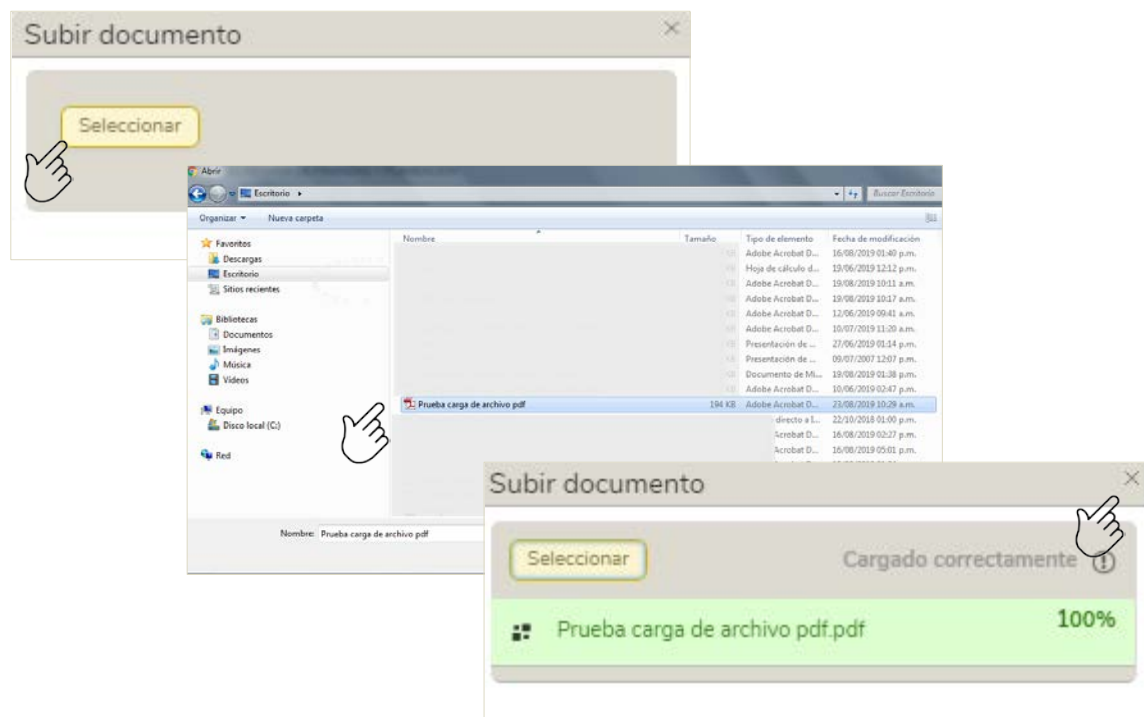 Subir documento
Seleccionar
Abrir
Escritorio
Buscar Escritorio
Organizar
Nueva carpeta
Favoritos
Descargas
Escritorio
Sitios recientes
Bibliotecas
Documentos
Imágenes
Música
Vídeos
Equipo
Disco local (C:)
Red
Nombre Tamaño Tipo de elemento Fecha de modificación
Adobe Acrobat D... 16/08/2019 01:40 p.m.
Hoja de cálculo d... 19/06/2019 12:12 p.m.
Adobe Acrobat D... 19/08/2019 10:11 a.m.
Adobe Acrobat D... 19/08/2019 10:17 a.m.
Adobe Acrobat D... 12/06/2019 09:41 a.m.
Adobe Acrobat D... 10/07/2019 11:20 a.m.
Presentación de ... 27/06/2019 01:14 p.m.
Presentación de ... 09/07/2007 12:07 p.m.
Documento de Mi... 19/08/2019 01:38 p.m.
Adobe Acrobat D... 10/06/2019 02:47 p.m.
Prueba carga de archivo pdf 194 KB Adobe Acrobat D... 23/08/2019 10:29 a.m.
directo a I... 22/10/2018 01:00 p.m.
Acrobat D... 16/08/2019 02:27 p.m.
Acrobat D... 16/08/2019 05:01 p.m.
Nombre: Prueba carga de archivo pdf
Subir documento
Seleccionar
Cargado correctamente
Prueba carga de archivo pdf.pdf
100%